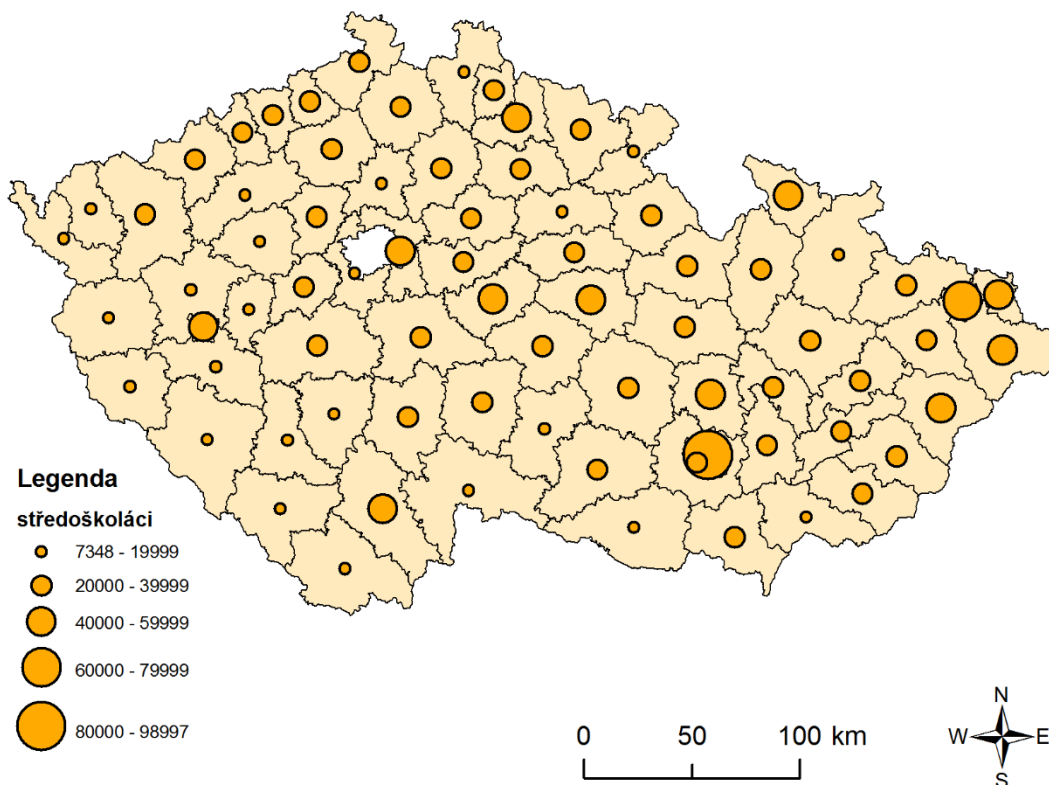 Legenda
středoškoláci
7348 - 19999
20000 - 39999
40000 - 59999
60000 - 79999
80000 - 98997
0 50 100 km
N
W E
S